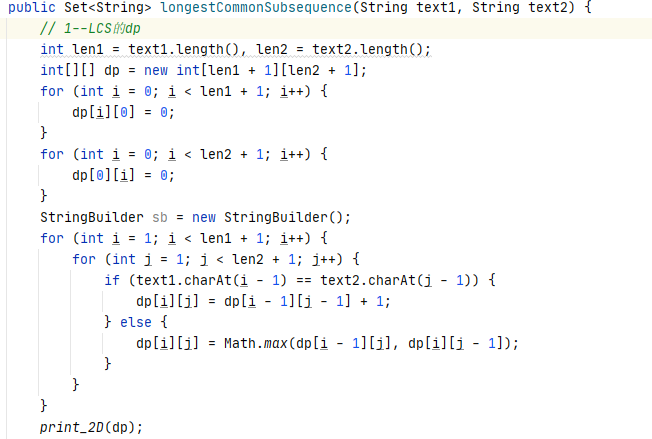 public Set<String> longestCommonSubsequence(String text1, String text2) {
    // 1--LCS的dp
    int len1 = text1.length(), len2 = text2.length();
    int[][] dp = new int[len1 + 1][len2 + 1];
    for (int i = 0; i < len1 + 1; i++) {
        dp[i][0] = 0;
    }
    for (int i = 0; i < len2 + 1; i++) {
        dp[0][i] = 0;
    }
    StringBuilder sb = new StringBuilder();
    for (int i = 1; i < len1 + 1; i++) {
        for (int j = 1; j < len2 + 1; j++) {
            if (text1.charAt(i - 1) == text2.charAt(j - 1)) {
                dp[i][j] = dp[i - 1][j - 1] + 1;
            } else {
                dp[i][j] = Math.max(dp[i - 1][j], dp[i][j - 1]);
            }
        }
    }
    print_2D(dp);